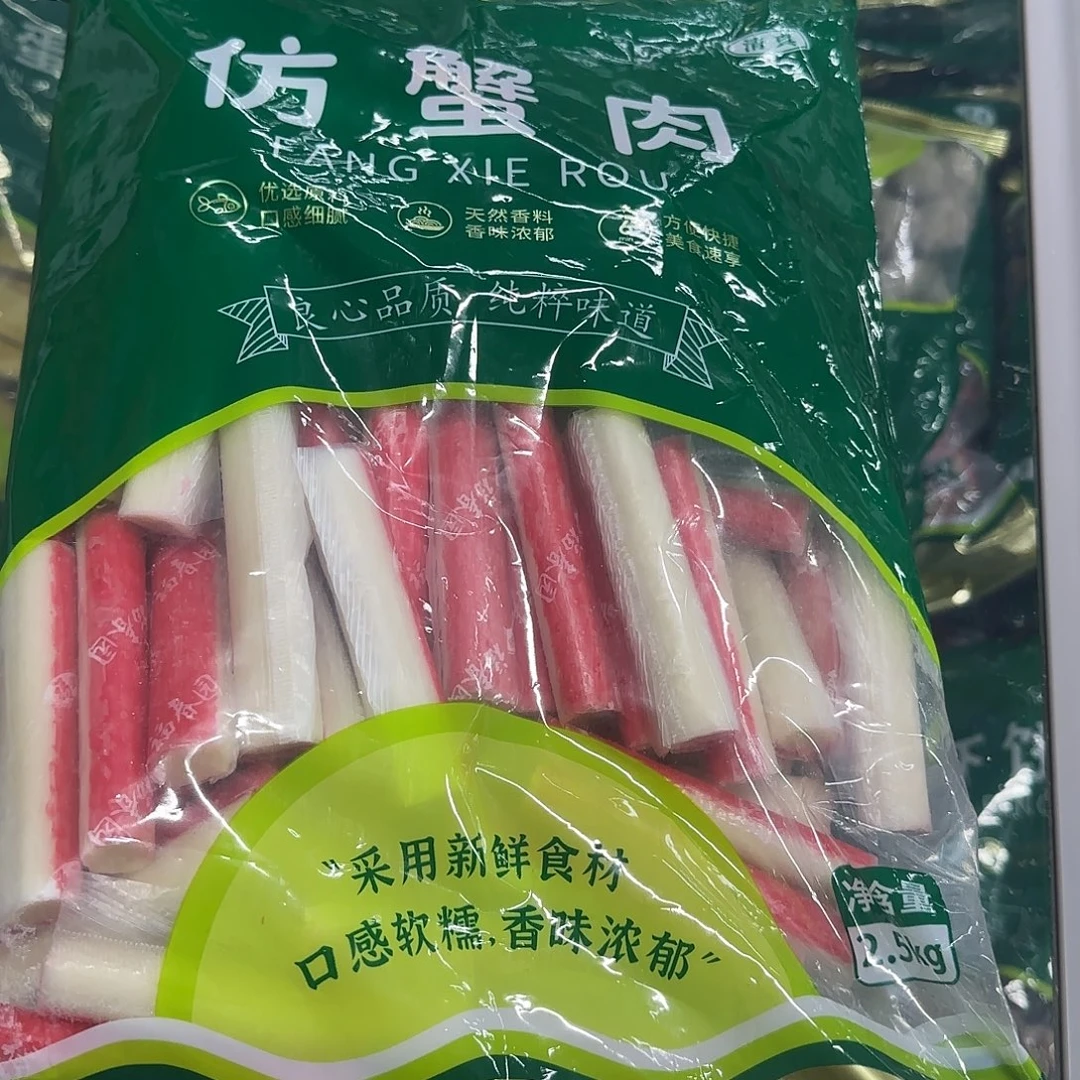 仿蟹肉
FANG XIE ROU
优选原料
口感细腻
天然香料
香味浓郁
方便快捷
美食速享
良心品质 纯粹味道
"采用新鲜食材
口感软糯,香味浓郁"
净含量
2.5kg